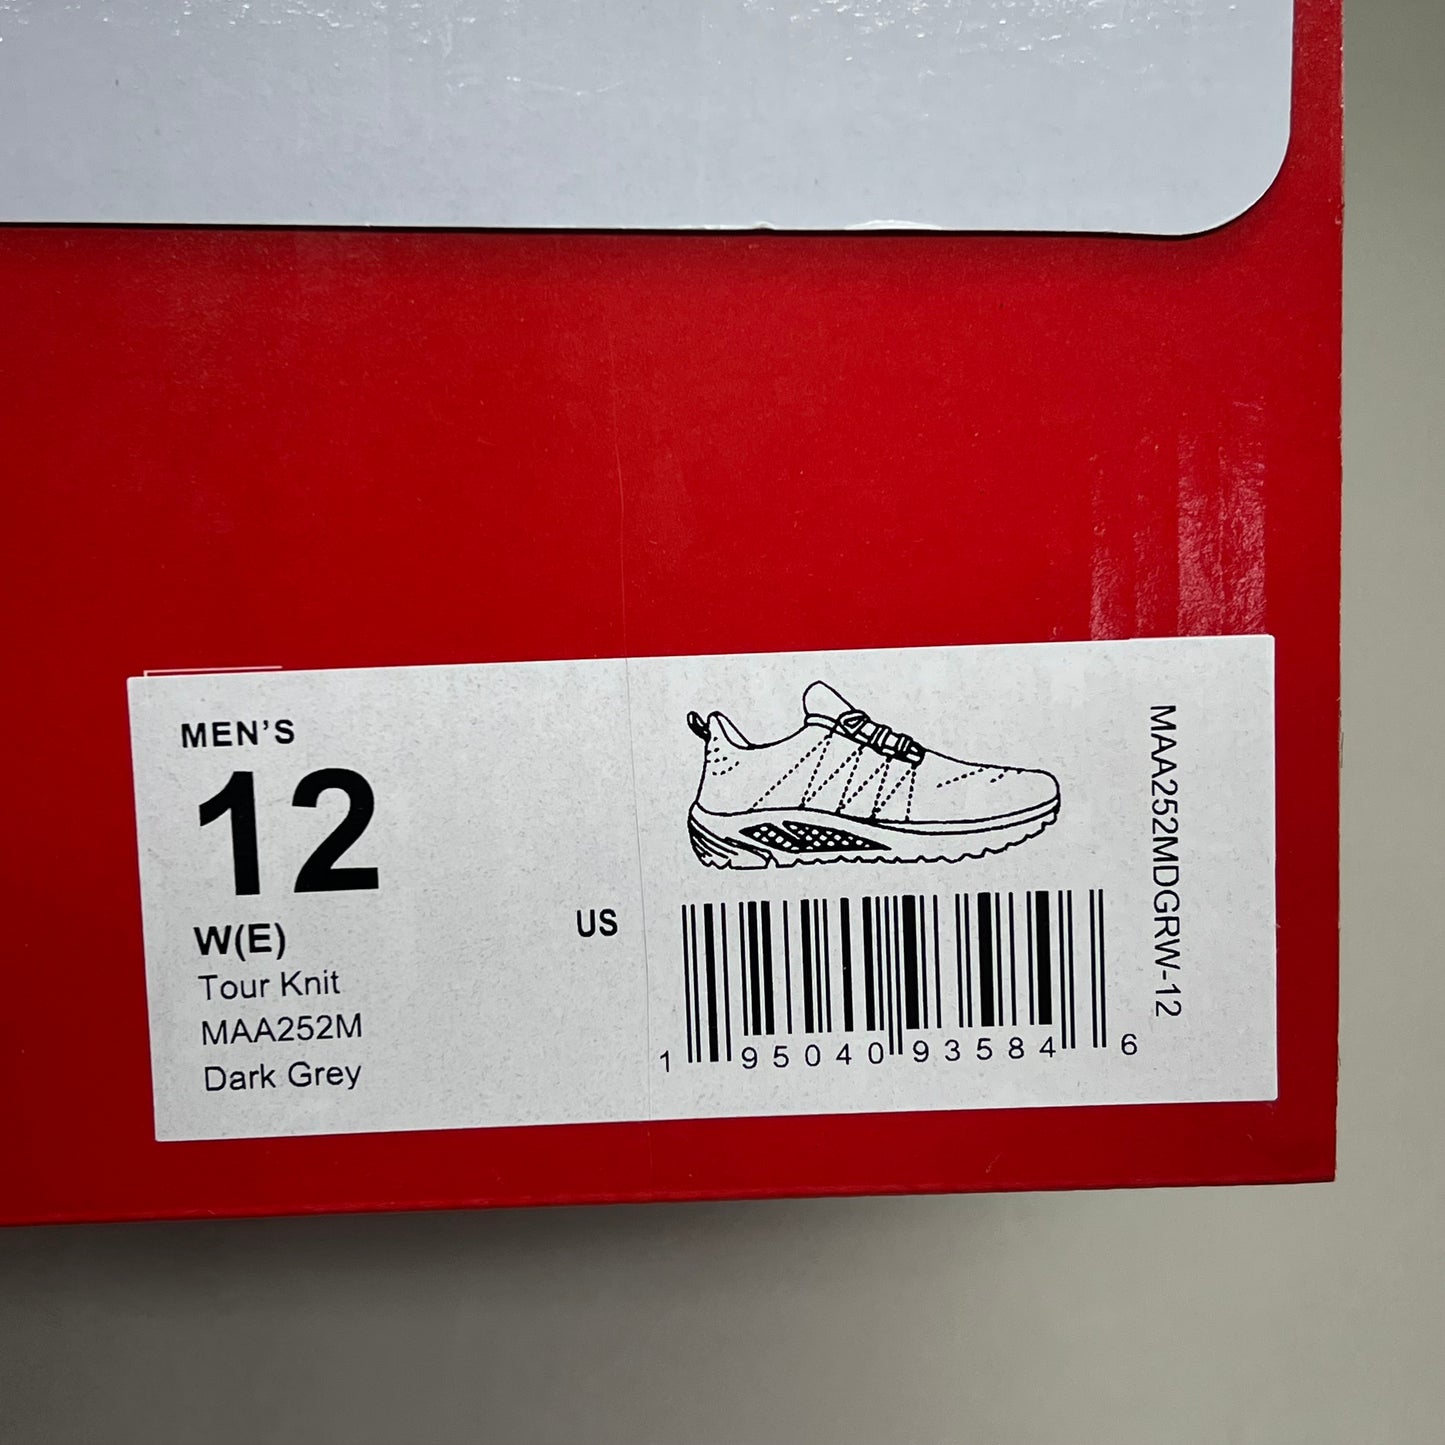 MEN'S
12
W(E)
US
Tour Knit
MAA252M
Dark Grey
1 95040 93584 6
MAA252MDGRW-12